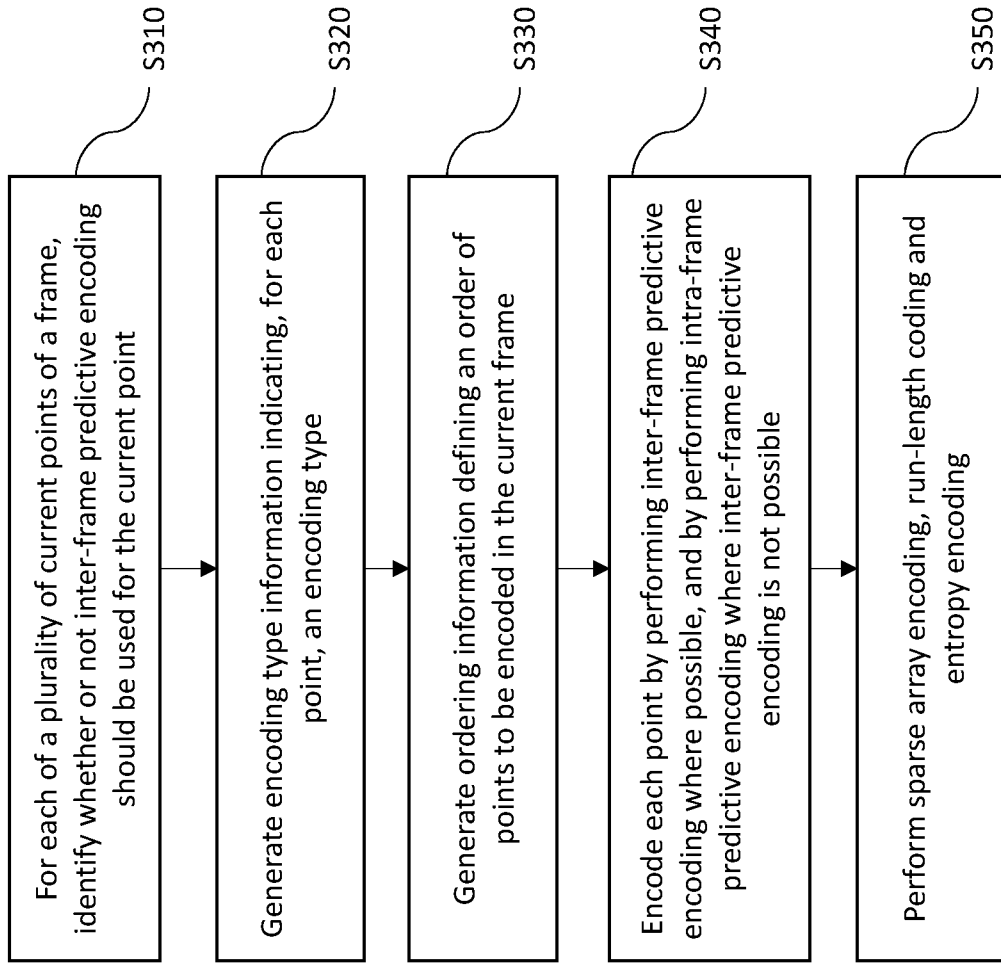 For each of a plurality of current points of a frame,
identify whether or not inter-frame predictive encoding
should be used for the current point
S310
Generate encoding type information indicating, for each
point, an encoding type
S320
Generate ordering information defining an order of
points to be encoded in the current frame
S330
Encode each point by performing inter-frame predictive
encoding where possible, and by performing intra-frame
predictive encoding where inter-frame predictive
encoding is not possible
S340
Perform sparse array encoding, run-length coding and
entropy encoding
S350